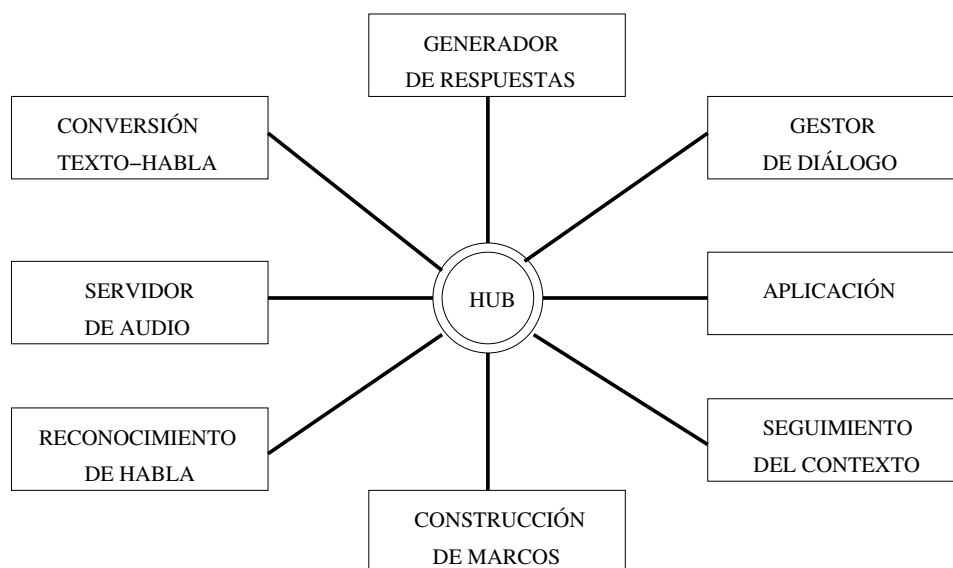 GENERADOR
DE RESPUESTAS
CONVERSIÓN
TEXTO−HABLA
GESTOR
DE DIÁLOGO
SERVIDOR
DE AUDIO
HUB
APLICACIÓN
RECONOCIMIENTO
DE HABLA
SEGUIMIENTO
DEL CONTEXTO
CONSTRUCCIÓN
DE MARCOS